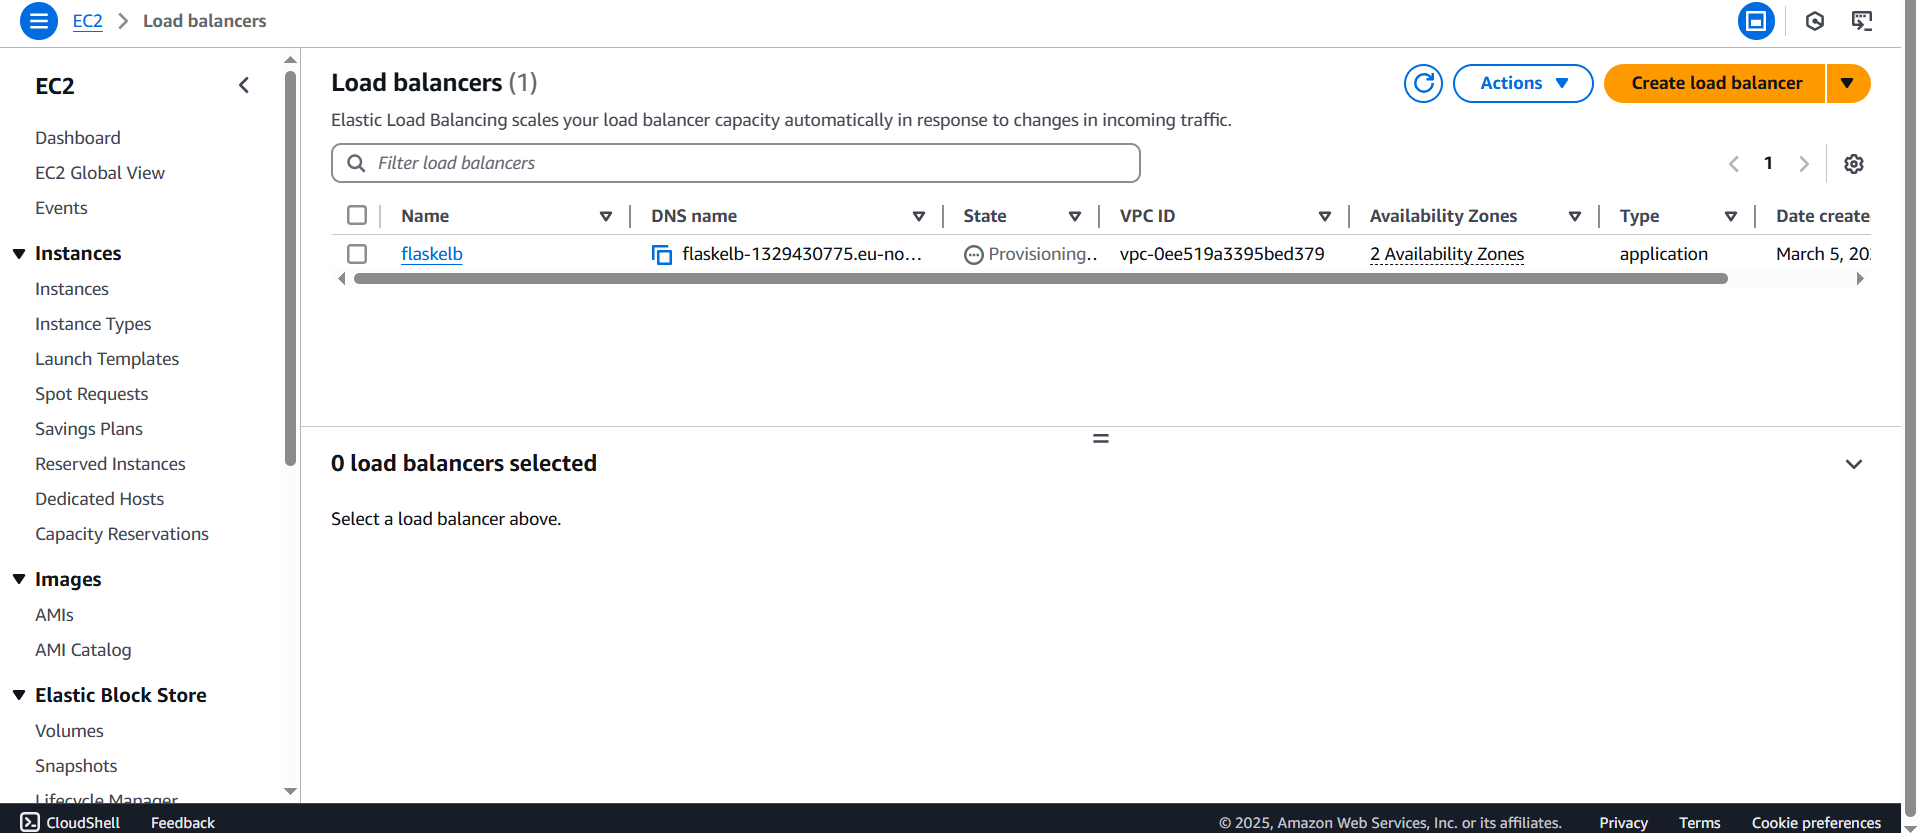 EC2 > Load balancers
EC2
Dashboard
EC2 Global View
Events
Instances
Instances
Instance Types
Launch Templates
Spot Requests
Savings Plans
Reserved Instances
Dedicated Hosts
Capacity Reservations
Images
AMIs
AMI Catalog
Elastic Block Store
Volumes
Snapshots
Lifecycle Manager
Load balancers (1)
Actions
Create load balancer
Elastic Load Balancing scales your load balancer capacity automatically in response to changes in incoming traffic.
Filter load balancers
1
Name DNS name State VPC ID Availability Zones Type Date create
flaskelb flaskelb-1329430775.eu-no... Provisioning.. vpc-0ee519a3395bed379 2 Availability Zones application March 5, 20
0 load balancers selected
Select a load balancer above.
CloudShell Feedback © 2025, Amazon Web Services, Inc. or its affiliates. Privacy Terms Cookie preferences